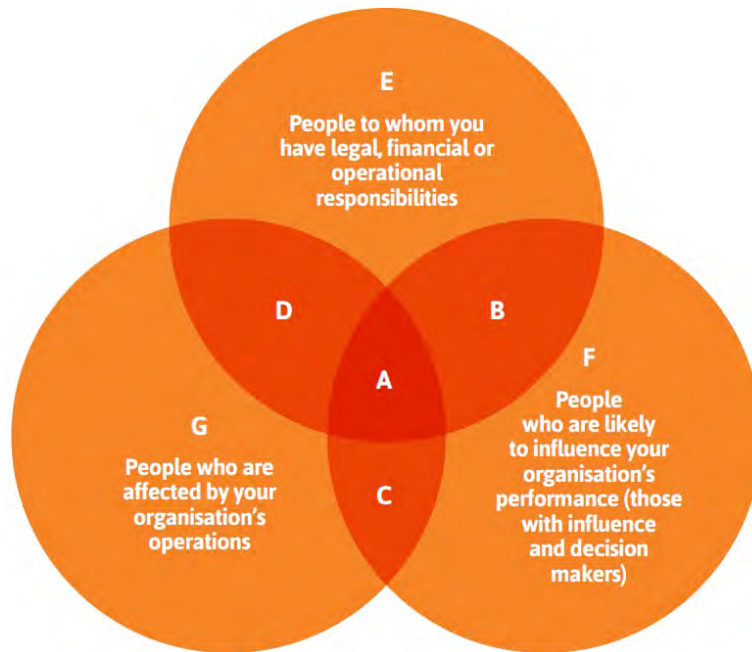 E
People to whom you
have legal, financial or
operational
responsibilities
D
B
A
F
People
who are likely
to influence your
organisation's
performance (those
with influence
and decision
makers)
G
People who are
affected by your
organisation's
operations
C